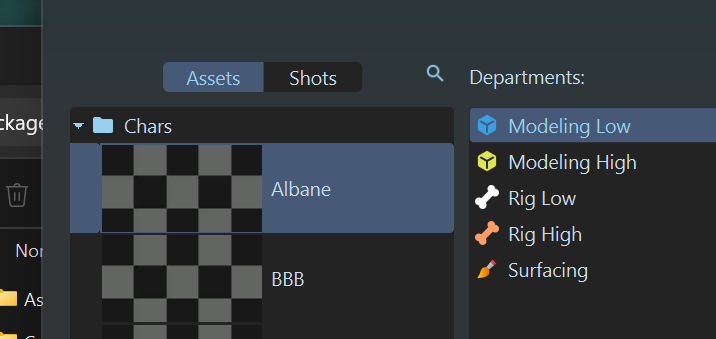 Assets Shots
Departments:
ckage
Chars
Modeling Low
Albane
Modeling High
Rig Low
Rig High
BBB
Surfacing
Nor
As